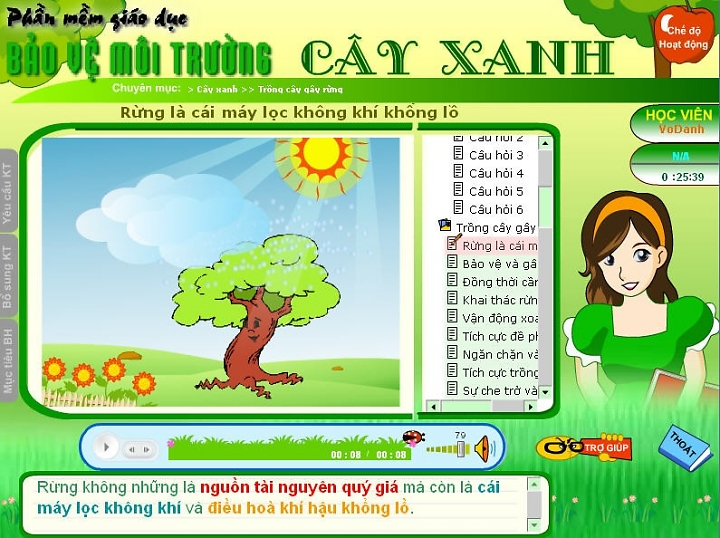 Phần mềm giáo dục
BẢO VỆ MÔI TRƯỜNG
CÂY XANH
Chế độ
Hoạt động
Chuyên mục: > Cây xanh >> Trồng cây gây rừng
Rừng là cái máy lọc không khí khổng lồ
HỌC VIÊN
VoDanh
N/A
0 :25:39
Yêu cầu KT
Bổ sung KT
Mục tiêu BH
Câu hỏi 2
Câu hỏi 3
Câu hỏi 4
Câu hỏi 5
Câu hỏi 6
Trồng cây gây
Rừng là cái m
Bảo vệ và gâ
Đồng thời cần
Khai thác rừn
Vận động xoa
Tích cực đề ph
Ngăn chặn và
Tích cực trồng
Sự che trở và
00 : 08 / 00 : 08
79
TRỢ GIÚP
THOÁT
Rừng không những là nguồn tài nguyên quý giá mà còn là cái
máy lọc không khí và điều hoà khí hậu khổng lồ.